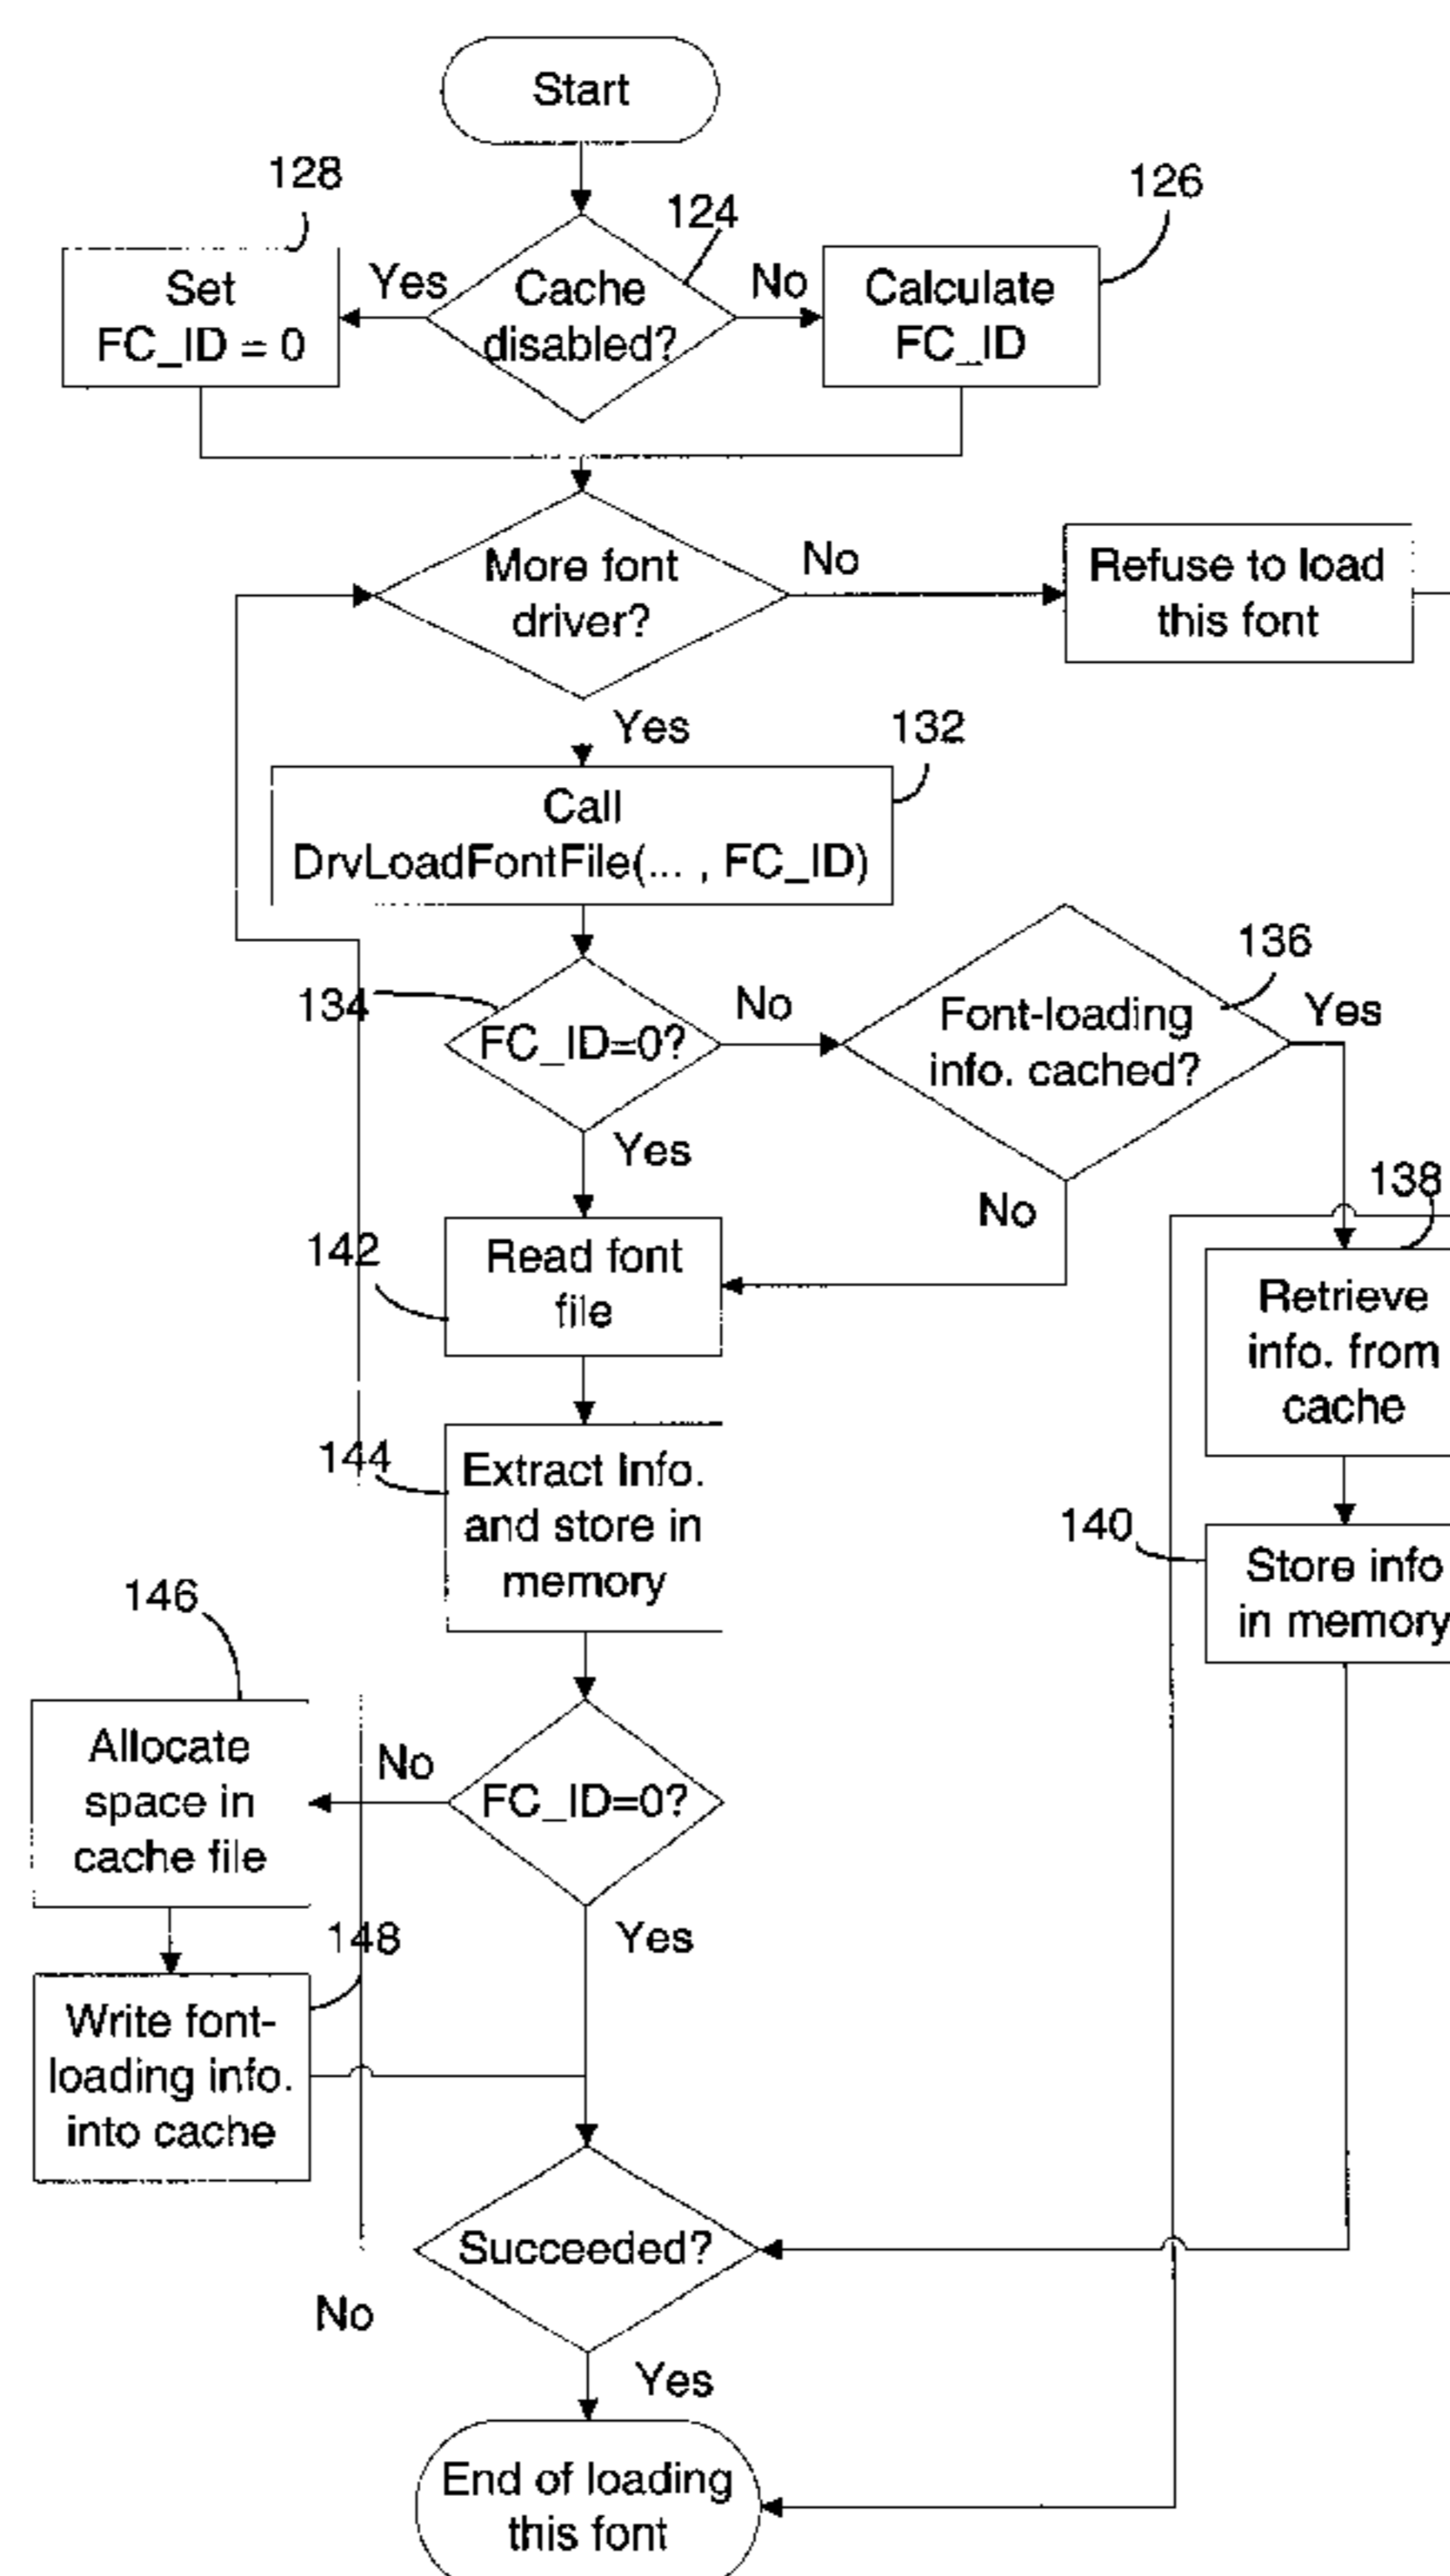 Start
128
124
126
Set
FC_ID = 0
Yes
Cache
disabled?
No
Calculate
FC_ID
More font
driver?
No
Refuse to load
this font
Yes
132
Call
DrvLoadFontFile(... , FC_ID)
134
FC_ID=0?
No
136
Font-loading
info. cached?
Yes
Yes
No
138
142
Read font
file
Retrieve
info. from
cache
144
Extract Info.
and store in
memory
140
Store info
in memory
146
Allocate
space in
cache file
No
FC_ID=0?
Yes
148
Write font-
loading info.
into cache
Succeeded?
No
Yes
End of loading
this font